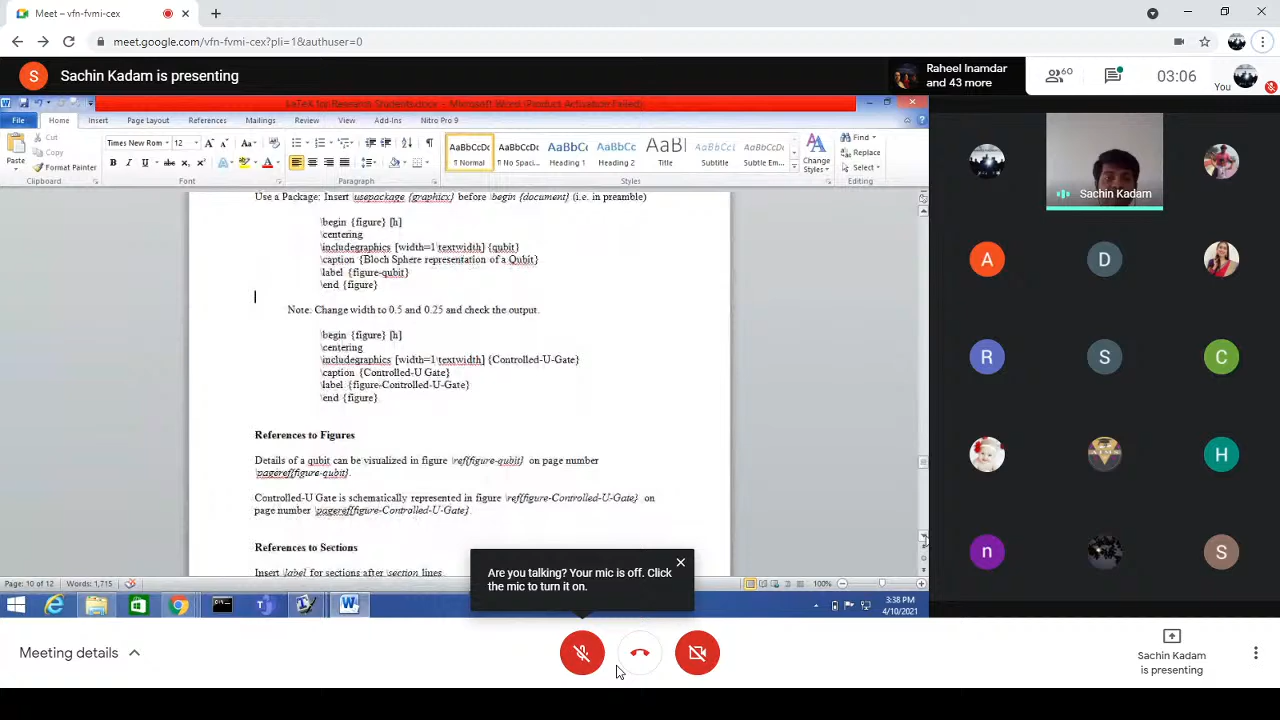 Meet – vfn-fvmi-cex
meet.google.com/vfn-fvmi-cex?pli=1&authuser=0
S Sachin Kadam is presenting
Raheel Inamdar
and 43 more
60
03:06
You
LaTeX for Research Students.docx - Microsoft Word (Product Activation Failed)
File Home Insert Page Layout References Mailings Review View Add-Ins Nitro Pro 9
Paste
Cut
Copy
Format Painter
Clipboard
Times New Rom 12
Font
Paragraph
AaBbCcDc AaBbCcDc AaBbC AaBbCc AaBl AaBbCcl AaBbCcDc
¶ Normal ¶ No Spaci... Heading 1 Heading 2 Title Subtitle Subtle Em...
Styles
Change
Styles
Find
Replace
Select
Editing
Use a Package: Insert \usepackage {graphicx} before \begin {document} (i.e. in preamble)
\begin {figure} [h]
\centering
\includegraphics [width=1\textwidth] {qubit}
\caption {Bloch Sphere representation of a Qubit}
\label {figure-qubit}
\end {figure}
Note: Change width to 0.5 and 0.25 and check the output.
\begin {figure} [h]
\centering
\includegraphics [width=1\textwidth] {Controlled-U-Gate}
\caption {Controlled-U Gate}
\label {figure-Controlled-U-Gate}
\end {figure}
References to Figures
Details of a qubit can be visualized in figure \ref{figure-qubit} on page number
\pageref{figure-qubit}.
Controlled-U Gate is schematically represented in figure \ref{figure-Controlled-U-Gate} on
page number \pageref{figure-Controlled-U-Gate}.
References to Sections
Insert \label for sections after \section lines.
Page: 10 of 12 Words: 1,715
100%
3:38 PM
4/10/2021
Are you talking? Your mic is off. Click
the mic to turn it on.
Sachin Kadam
A
D
R
S
C
H
n
S
Meeting details
Sachin Kadam
is presenting